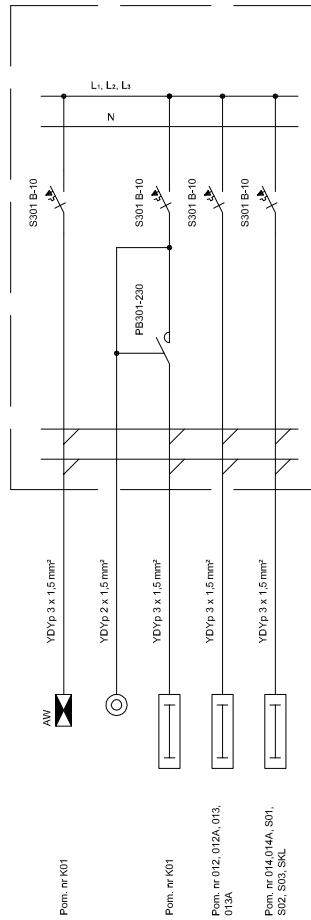 L₁, L₂, L₃
N
S301 B-10
S301 B-10
S301 B-10
S301 B-10
PB301-230
YDYp 3 x 1,5 mm²
YDYp 2 x 1,5 mm²
YDYp 3 x 1,5 mm²
YDYp 3 x 1,5 mm²
YDYp 3 x 1,5 mm²
AW
Pom. nr K01
Pom. nr K01
Pom. nr 012, 012A, 013,
013A
Pom. nr 014,014A, S01,
S02, S03, SKL